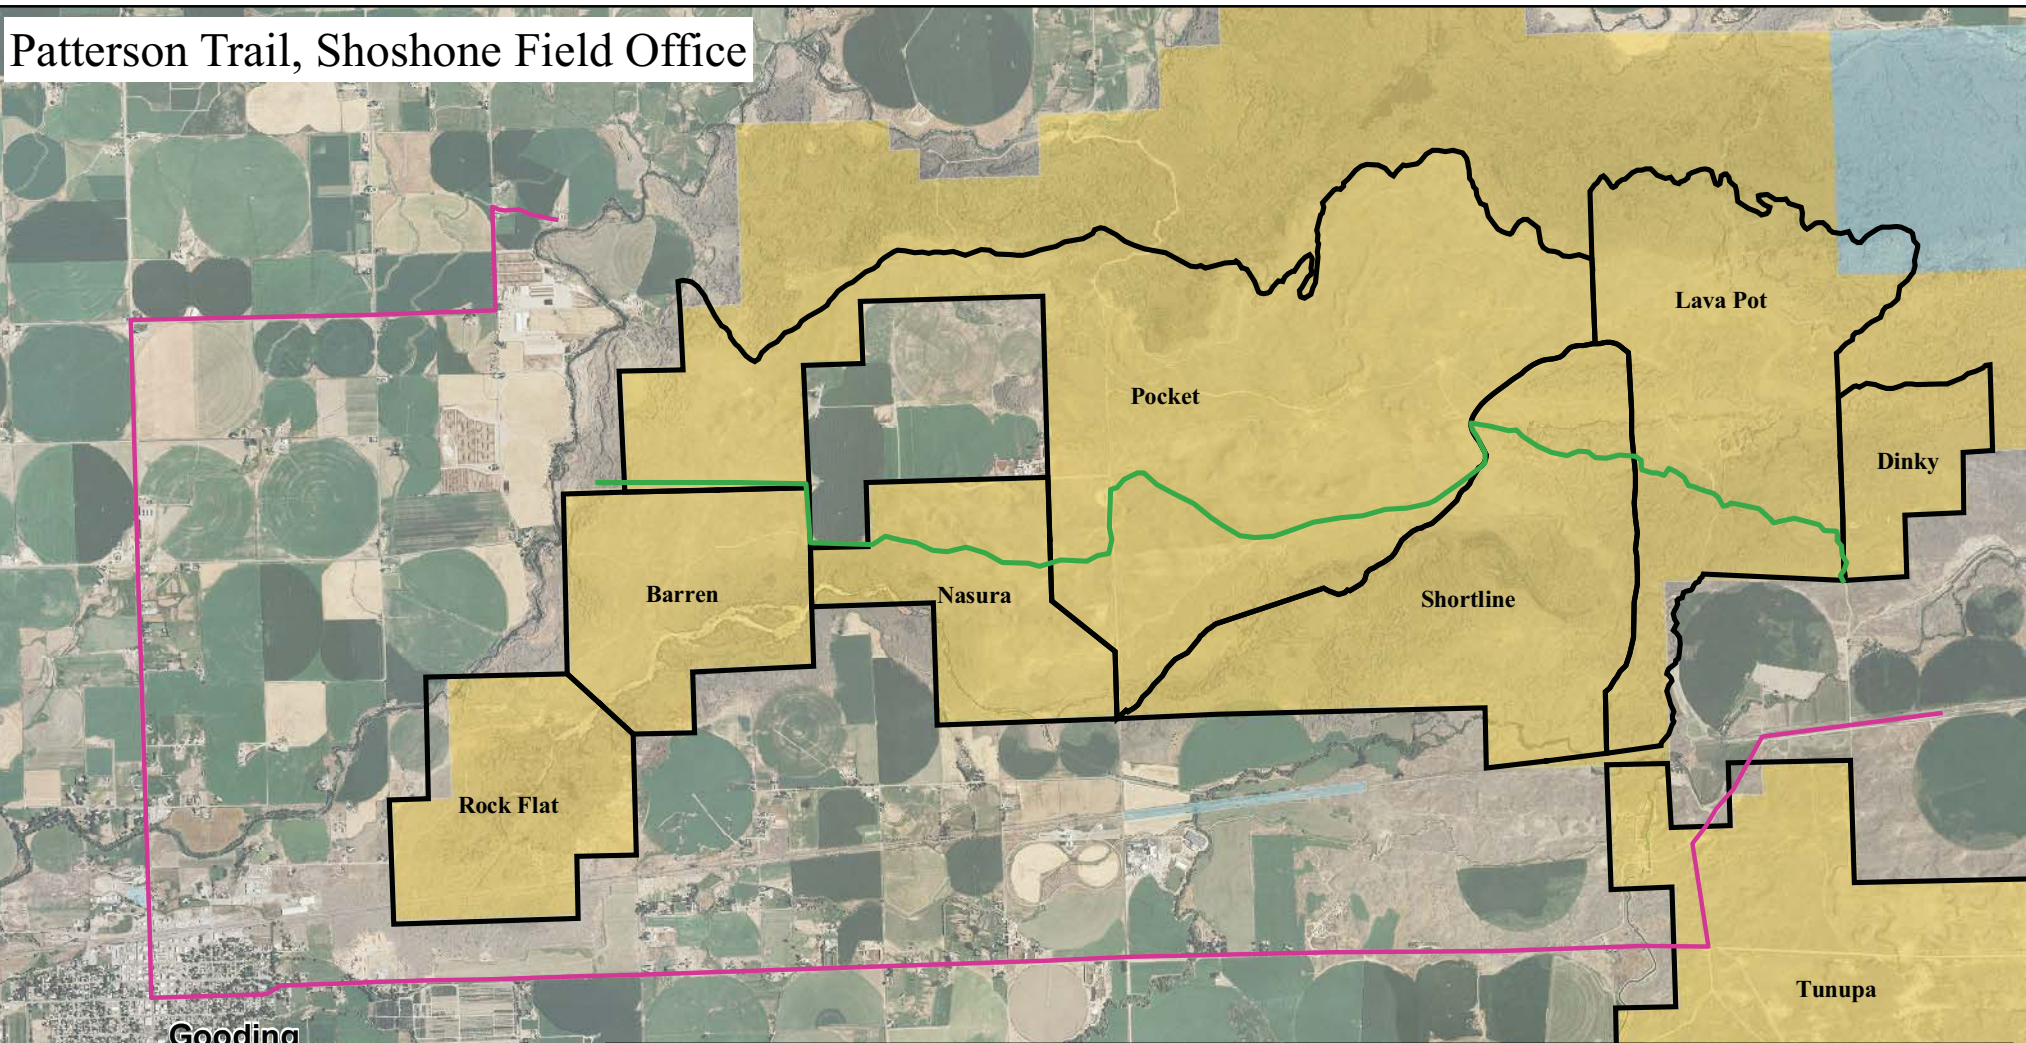 Patterson Trail, Shoshone Field Office
Lava Pot
Pocket
Dinky
Barren
Nasura
Shortline
Rock Flat
Tunupa
Gooding